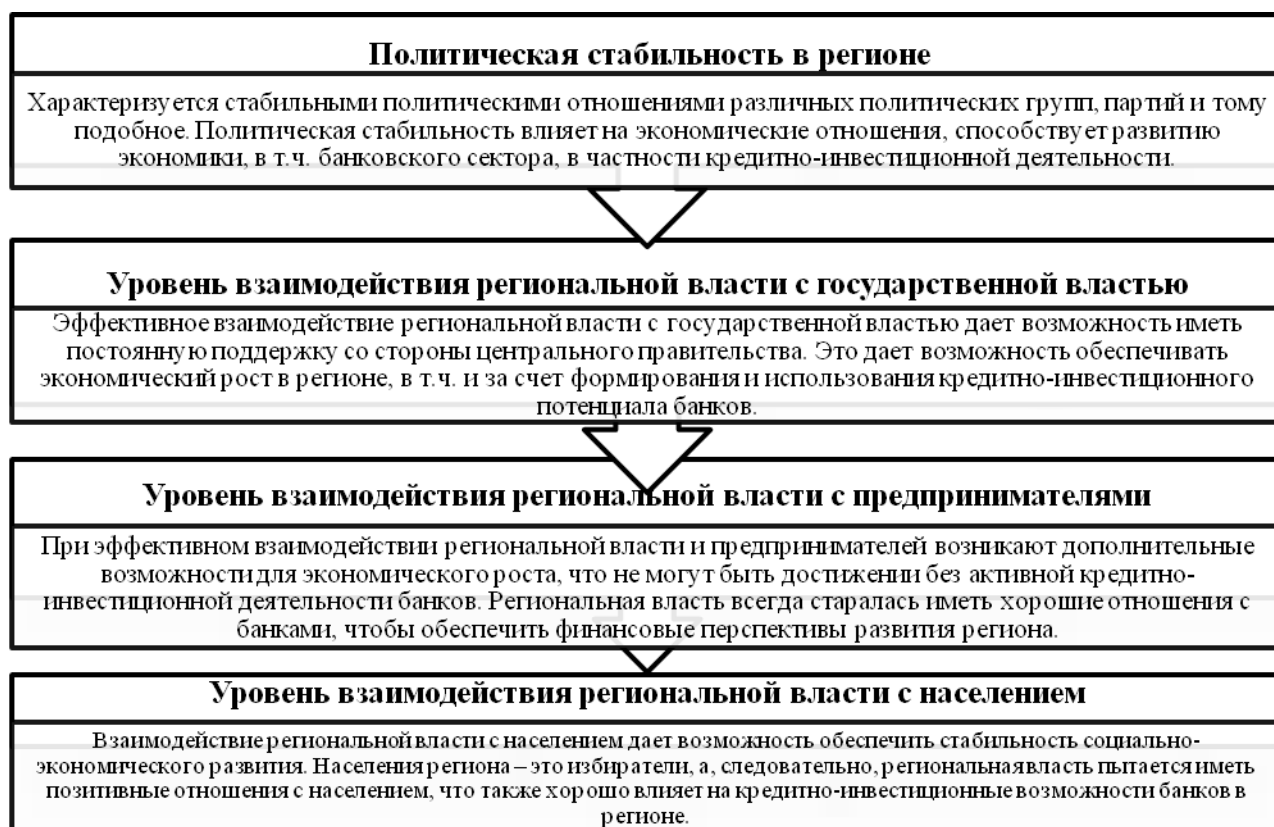 Политическая стабильность в регионе
Характеризуется стабильными политическими отношениями различных политических групп, партий и тому
подобное. Политическая стабильность влияет на экономические отношения, способствует развитию
экономики, в т.ч. банковского сектора, в частности кредитно-инвестиционной деятельности.
Уровень взаимодействия региональной власти с государственной властью
Эффективное взаимодействие региональной власти с государственной властью дает возможность иметь
постоянную поддержку со стороны центрального правительства. Это дает возможность обеспечивать
экономический рост в регионе, в т.ч. и за счет формирования и использования кредитно-инвестиционного
потенциала банков.
Уровень взаимодействия региональной власти с предпринимателями
При эффективном взаимодействии региональной власти и предпринимателей возникают дополнительные
возможности для экономического роста, что не могут быть достижении без активной кредитно-
инвестиционной деятельности банков. Региональная власть всегда старалась иметь хорошие отношения с
банками, чтобы обеспечить финансовые перспективы развития региона.
Уровень взаимодействия региональной власти с населением
Взаимодействие региональной власти с населением дает возможность обеспечить стабильность социально-
экономического развития. Населения региона – это избиратели, а, следовательно, региональная власть пытается иметь
позитивные отношения с населением, что также хорошо влияет на кредитно-инвестиционные возможности банков в
регионе.